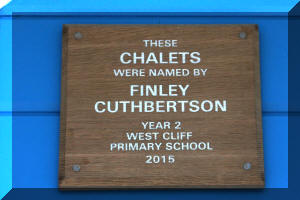 THESE
CHALETS
WERE NAMED BY
FINLEY
CUTHBERTSON
YEAR 2
WEST CLIFF
PRIMARY SCHOOL
2015